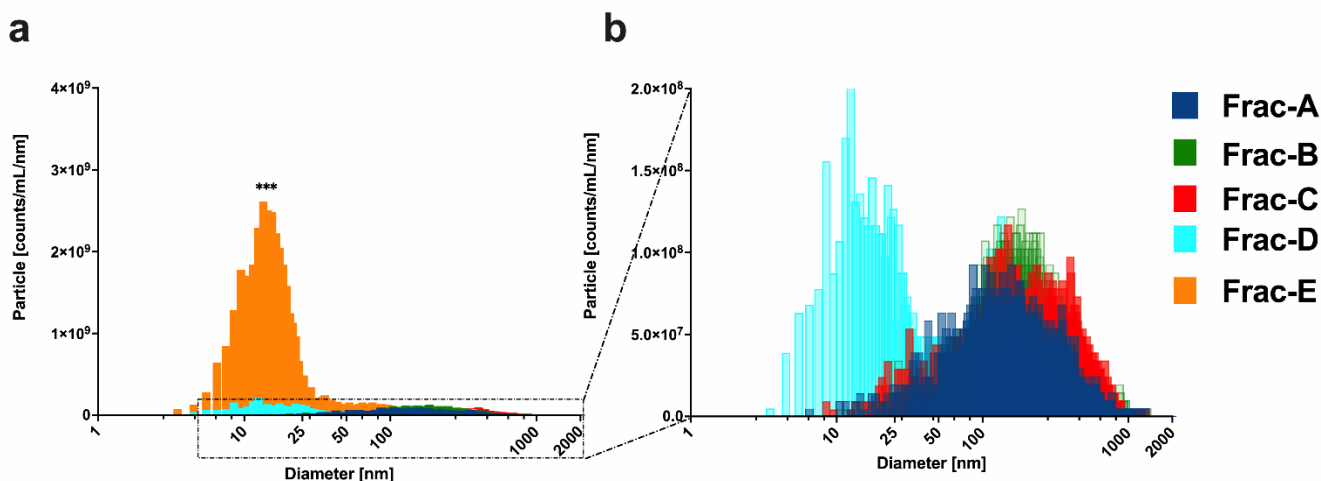 a
4×10⁹
3×10⁹
2×10⁹
1×10⁹
0
Particle [counts/mL/nm]
***
1
10
25
50
100
1000
2000
Diameter [nm]
b
2.0×10⁸
1.5×10⁸
1.0×10⁸
5.0×10⁷
0.0
Particle [counts/mL/nm]
1
10
25
50
100
1000
2000
Diameter [nm]
Frac-A
Frac-B
Frac-C
Frac-D
Frac-E